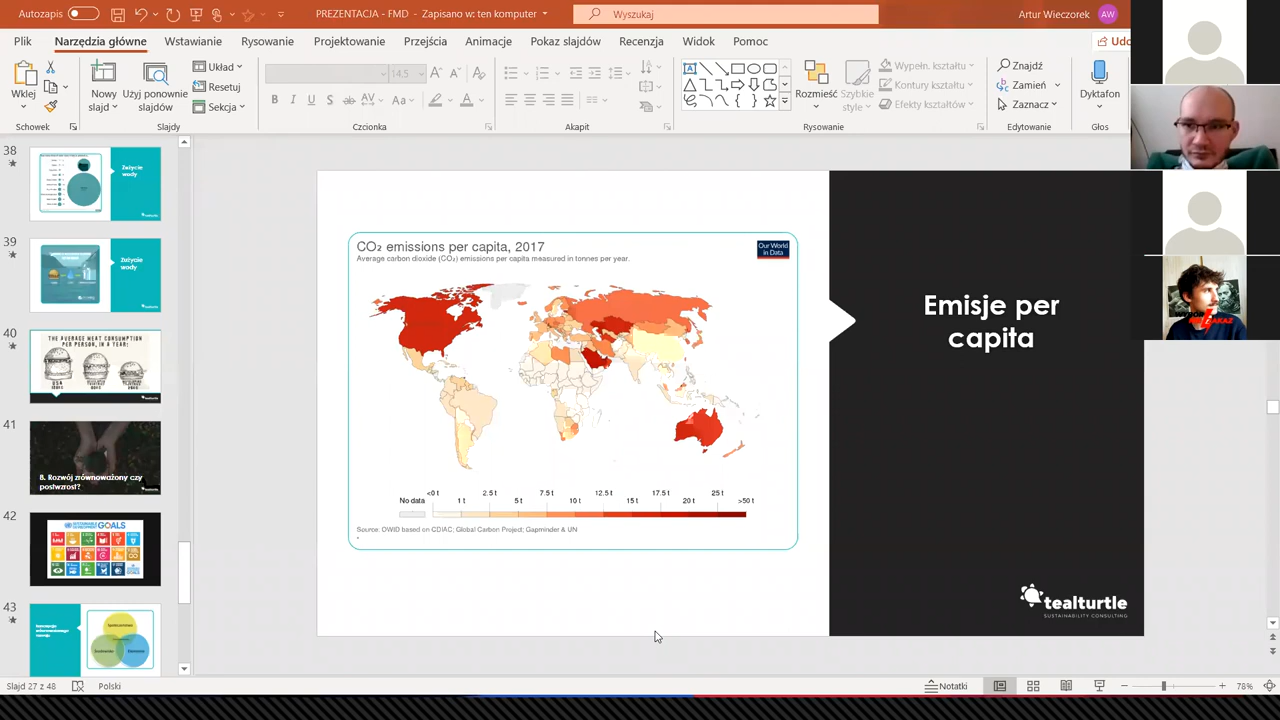 Autozapis
PREZENTACJA - FMD - Zapisano w: ten komputer
Wyszukaj
Artur Wieczorek
AW
Plik
Narzędzia główne
Wstawianie
Rysowanie
Projektowanie
Przejścia
Animacje
Pokaz slajdów
Recenzja
Widok
Pomoc
Wklej
Nowy slajd
Użyj ponownie slajdów
Układ
Resetuj
Sekcja
14.5
Rozmieść
Szybkie style
Wypełn. kształtu
Kontury kształtu
Efekty kształtów
Znajdź
Zamień
Zaznacz
Dyktafon
Schowek
Slajdy
Czcionka
Akapit
Rysowanie
Edytowanie
Głos
38
Zużycie
wody
39
Zużycie
wody
40
THE AVERAGE MEAT CONSUMPTION
PER PERSON, IN A YEAR:
USA
41
8. Rozwój zrównoważony czy
postwzrost?
42
SUSTAINABLE DEVELOPMENT GOALS
43
CO₂ emissions per capita, 2017
Average carbon dioxide (CO₂) emissions per capita measured in tonnes per year.
Our World
in Data
No data
<0 t
1 t
2.5 t
5 t
7.5 t
10 t
12.5 t
15 t
17.5 t
20 t
25 t
>50 t
Source: OWID based on CDIAC; Global Carbon Project; Gapminder & UN
Emisje per
capita
tealturtle
SUSTAINABILITY CONSULTING
Slajd 27 z 48
Polski
Notatki
78%